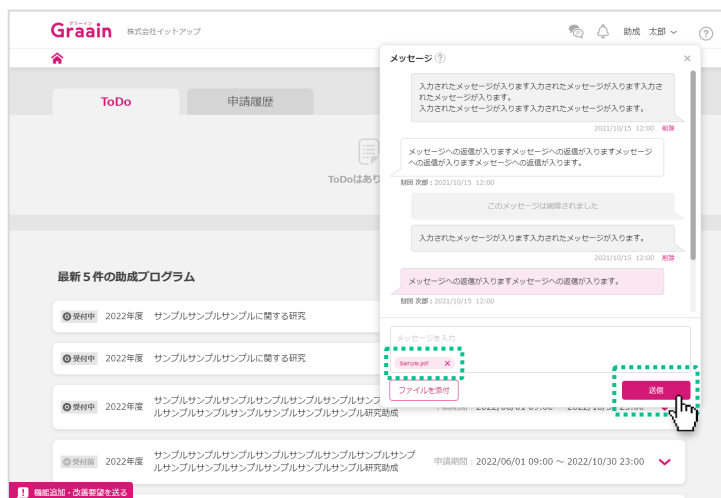 グラーイン
Graain 株式会社イットアップ 助成 太郎
ToDo 申請履歴
ToDoはあり
最新5件の助成プログラム
受付中 2022年度 サンプルサンプルサンプルに関する研究
受付中 2022年度 サンプルサンプルサンプルに関する研究
受付中 2022年度 サンプルサンプルサンプルサンプルサンプルサンプルサンプ
ルサンプルサンプルサンプルサンプルサンプルサンプル研究助成
申請期間:2022/06/01 09:00 ~ 2022/10/30 23:00
受付前 2022年度 サンプルサンプルサンプルサンプルサンプルサンプルサンプ
ルサンプルサンプルサンプルサンプルサンプルサンプル研究助成
申請期間:2022/06/01 09:00 ~ 2022/10/30 23:00
! 機能追加・改善要望を送る
メッセージ ? ×
入力されたメッセージが入ります入力されたメッセージが入ります入力さ
れたメッセージが入ります。
入力されたメッセージが入ります入力されたメッセージが入ります。
2021/10/15 12:00 削除
メッセージへの返信が入りますメッセージへの返信が入りますメッセージ
への返信が入りますメッセージへの返信が入ります。
財団 次郎:2021/10/15 12:00
このメッセージは削除されました
入力されたメッセージが入ります入力されたメッセージが入ります。
2021/10/15 12:00 削除
メッセージへの返信が入りますメッセージへの返信が入ります。
財団 次郎:2021/10/15 12:00
メッセージを入力
Sample.pdf ×
ファイルを添付 送信